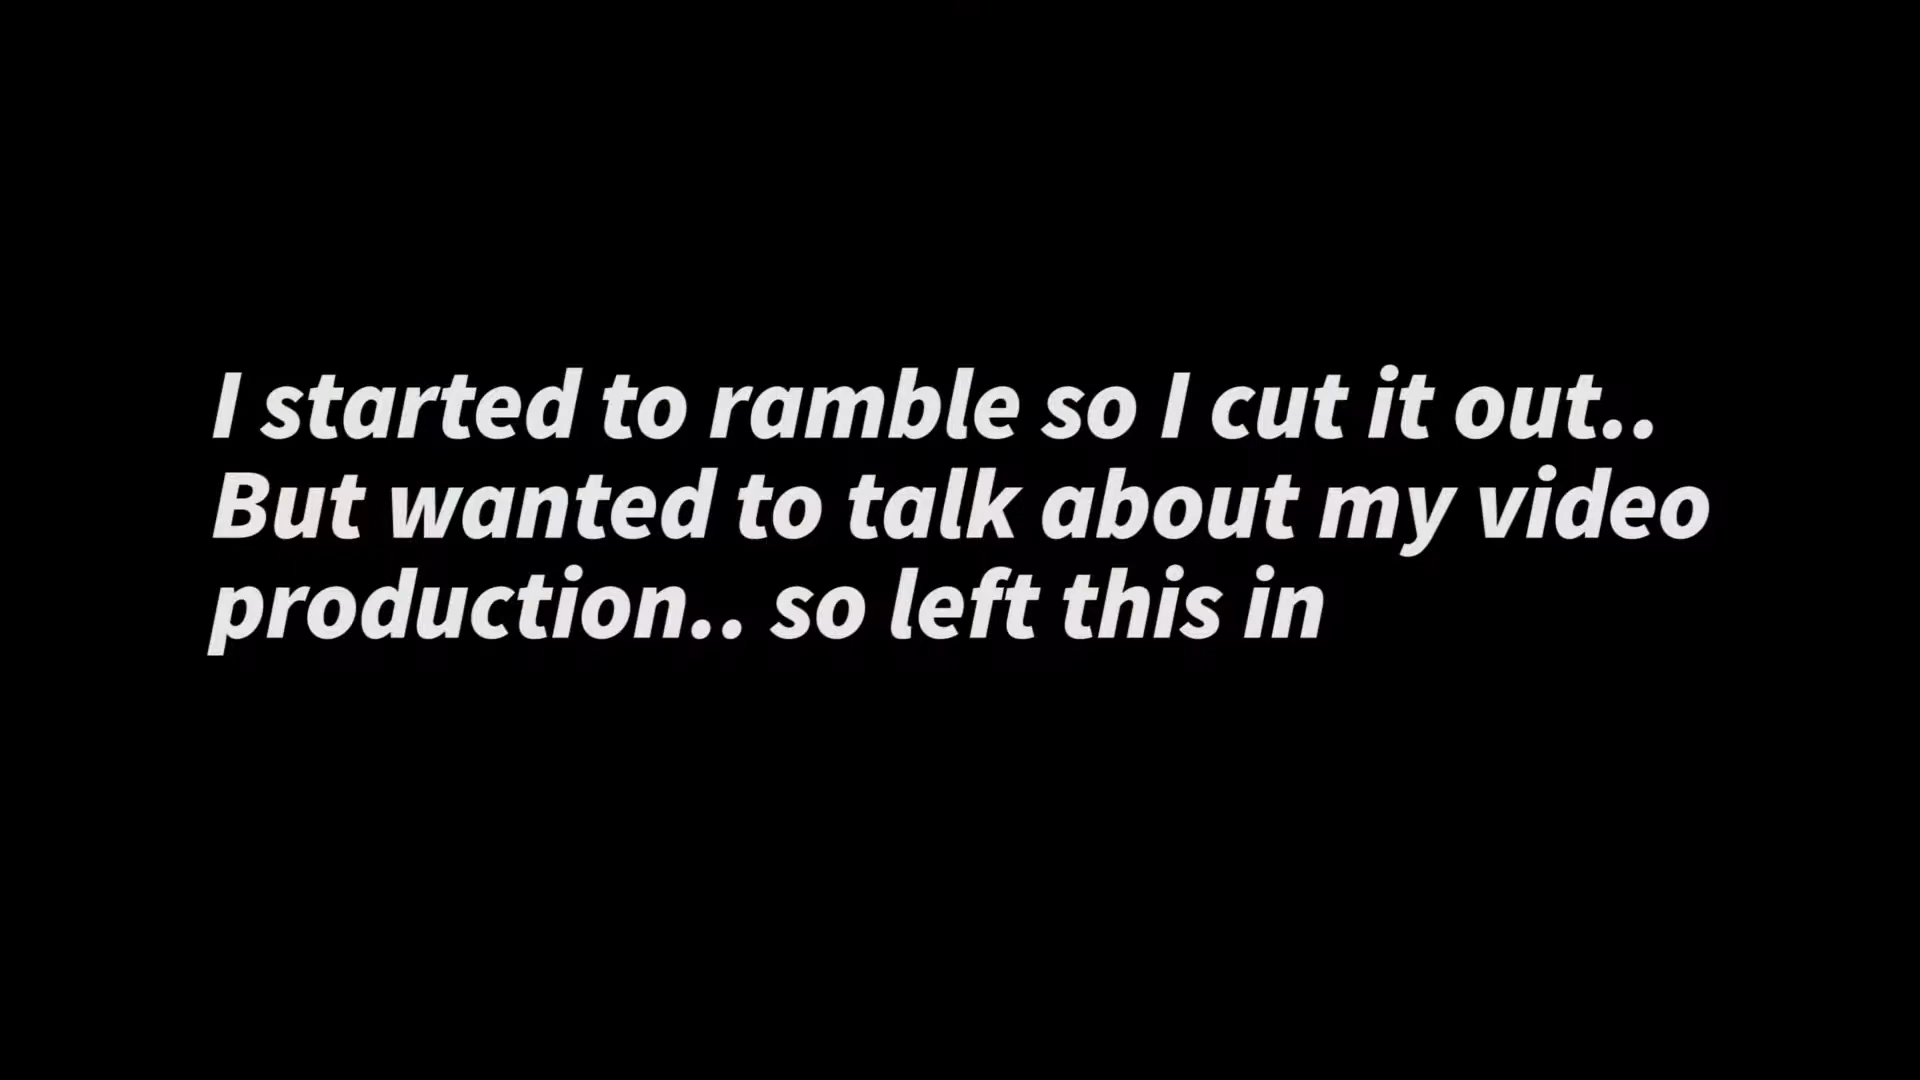 I started to ramble so I cut it out..
But wanted to talk about my video
production.. so left this in